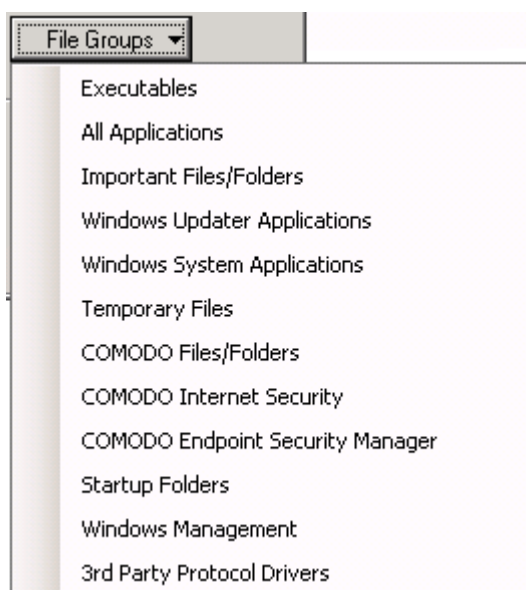 File Groups
Executables
All Applications
Important Files/Folders
Windows Updater Applications
Windows System Applications
Temporary Files
COMODO Files/Folders
COMODO Internet Security
COMODO Endpoint Security Manager
Startup Folders
Windows Management
3rd Party Protocol Drivers